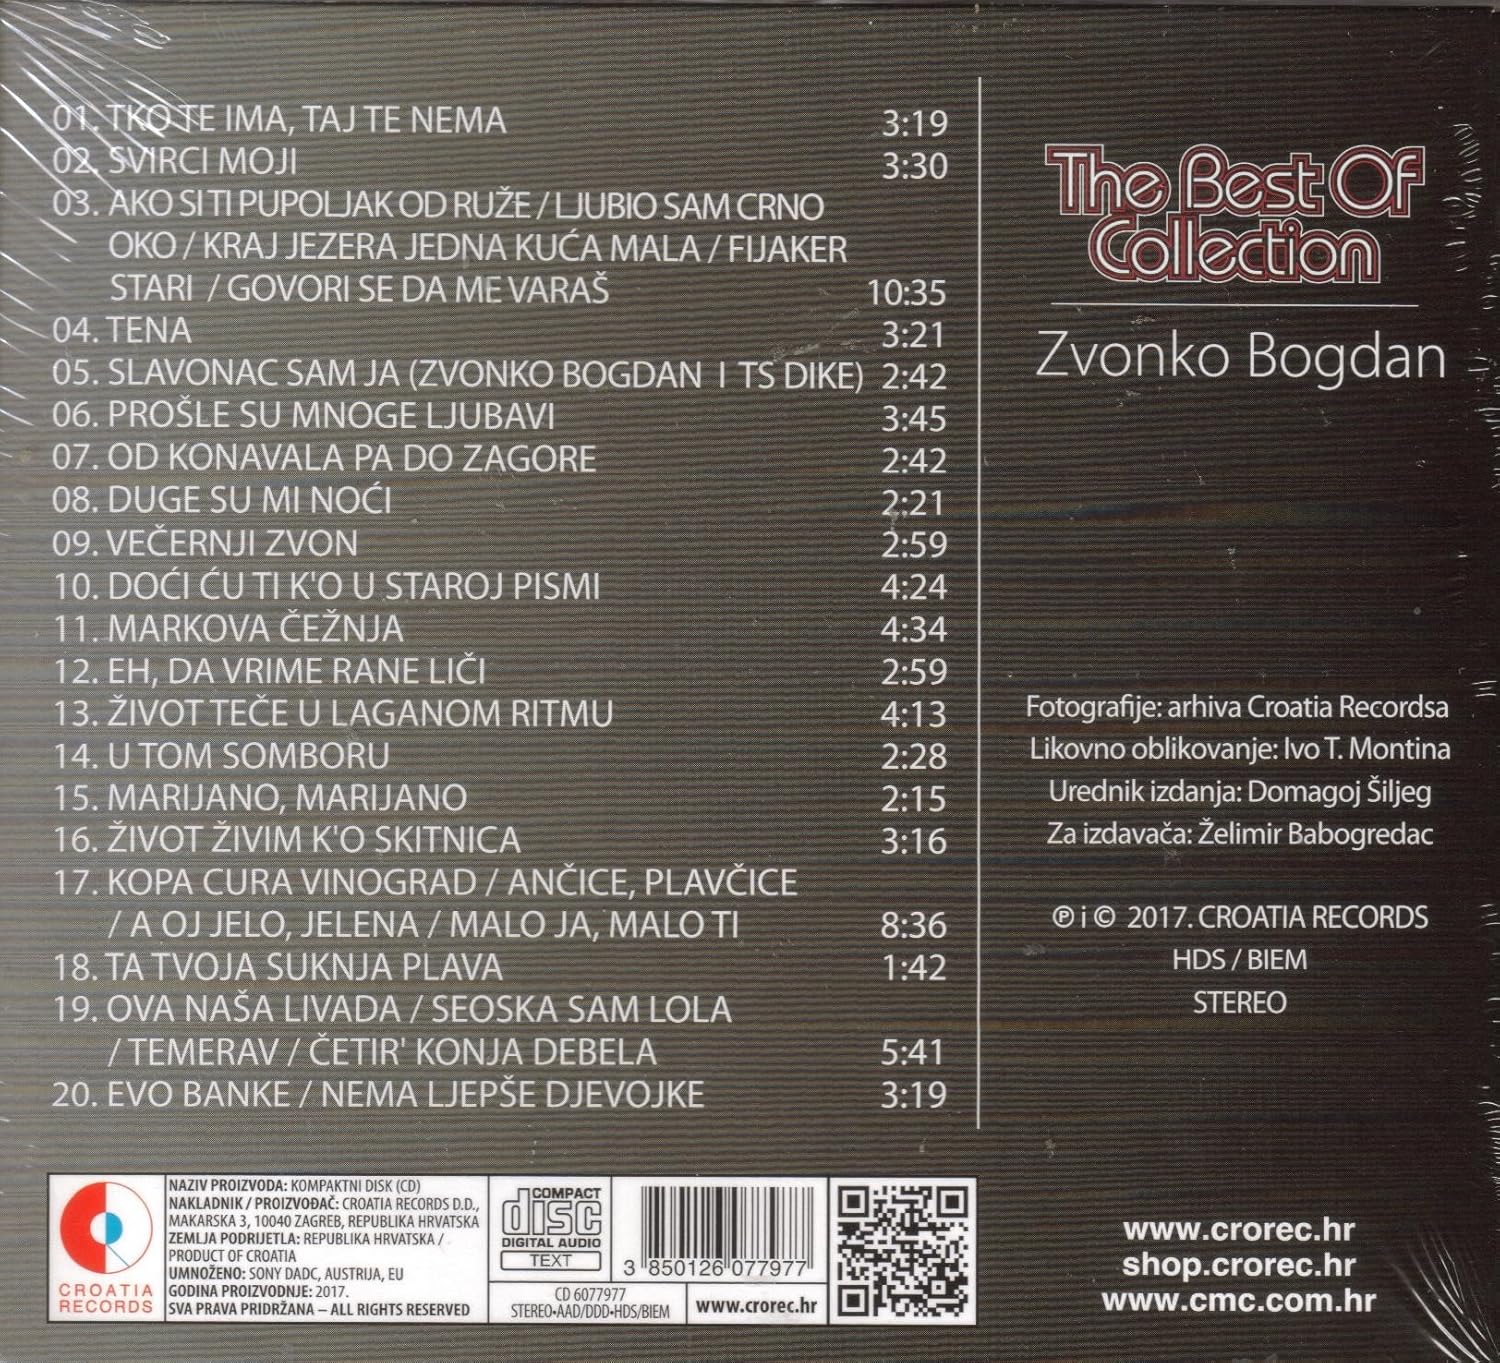 01. TKO TE IMA, TAJ TE NEMA 3:19
02. SVIRCI MOJI 3:30
03. AKO SI TI PUPOLJAK OD RUŽE / LJUBIO SAM CRNO
OKO / KRAJ JEZERA JEDNA KUĆA MALA / FIJAKER
STARI / GOVORI SE DA ME VARAŠ 10:35
04. TENA 3:21
05. SLAVONAC SAM JA (ZVONKO BOGDAN I TS DIKE) 2:42
06. PROŠLE SU MNOGE LJUBAVI 3:45
07. OD KONAVALA PA DO ZAGORE 2:42
08. DUGE SU MI NOĆI 2:21
09. VEČERNJI ZVON 2:59
10. DOĆI ĆU TI K'O U STAROJ PISMI 4:24
11. MARKOVA ČEŽNJA 4:34
12. EH, DA VRIME RANE LIČI 2:59
13. ŽIVOT TEČE U LAGANOM RITMU 4:13
14. U TOM SOMBORU 2:28
15. MARIJANO, MARIJANO 2:15
16. ŽIVOT ŽIVIM K'O SKITNICA 3:16
17. KOPA CURA VINOGRAD / ANČICE, PLAVČICE
/ A OJ JELO, JELENA / MALO JA, MALO TI 8:36
18. TA TVOJA SUKNJA PLAVA 1:42
19. OVA NAŠA LIVADA / SEOSKA SAM LOLA
/ TEMERAV / ČETIR' KONJA DEBELA 5:41
20. EVO BANKE / NEMA LJEPŠE DJEVOJKE 3:19
The Best Of
Collection
Zvonko Bogdan
Fotografije: arhiva Croatia Recordsa
Likovno oblikovanje: Ivo T. Montina
Urednik izdanja: Domagoj Šiljeg
Za izdavača: Želimir Babogredac
℗ i © 2017. CROATIA RECORDS
HDS / BIEM
STEREO
CROATIA
RECORDS
NAZIV PROIZVODA: KOMPAKTNI DISK (CD)
NAKLADNIK / PROIZVOĐAČ: CROATIA RECORDS D.D.,
MAKARSKA 3, 10040 ZAGREB, REPUBLIKA HRVATSKA
ZEMLJA PODRIJETLA: REPUBLIKA HRVATSKA /
PRODUCT OF CROATIA
UMNOŽENO: SONY DADC, AUSTRIJA, EU
GODINA PROIZVODNJE: 2017.
SVA PRAVA PRIDRŽANA – ALL RIGHTS RESERVED
COMPACT
disc
DIGITAL AUDIO
TEXT
3 850126 077977
CD 6077977
STEREO•AAD/DDD•HDS/BIEM
www.crorec.hr
www.crorec.hr
shop.crorec.hr
www.cmc.com.hr